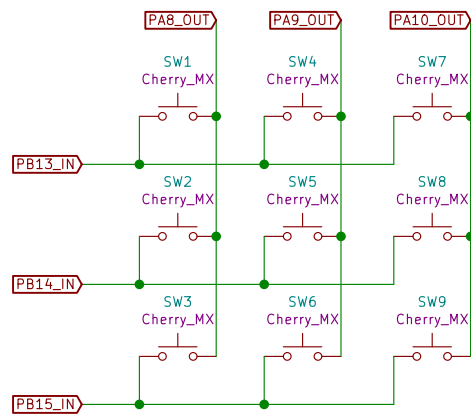 PA8_OUT PA9_OUT PA10_OUT
SW1 SW4 SW7
Cherry_MX Cherry_MX Cherry_MX
PB13_IN
SW2 SW5 SW8
Cherry_MX Cherry_MX Cherry_MX
PB14_IN
SW3 SW6 SW9
Cherry_MX Cherry_MX Cherry_MX
PB15_IN